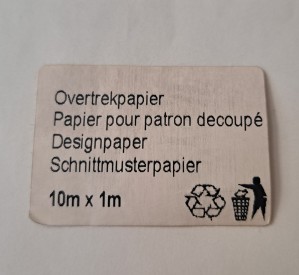 Overtrekpapier
Papier pour patron decoupé
Designpaper
Schnittmusterpapier
10m x 1m